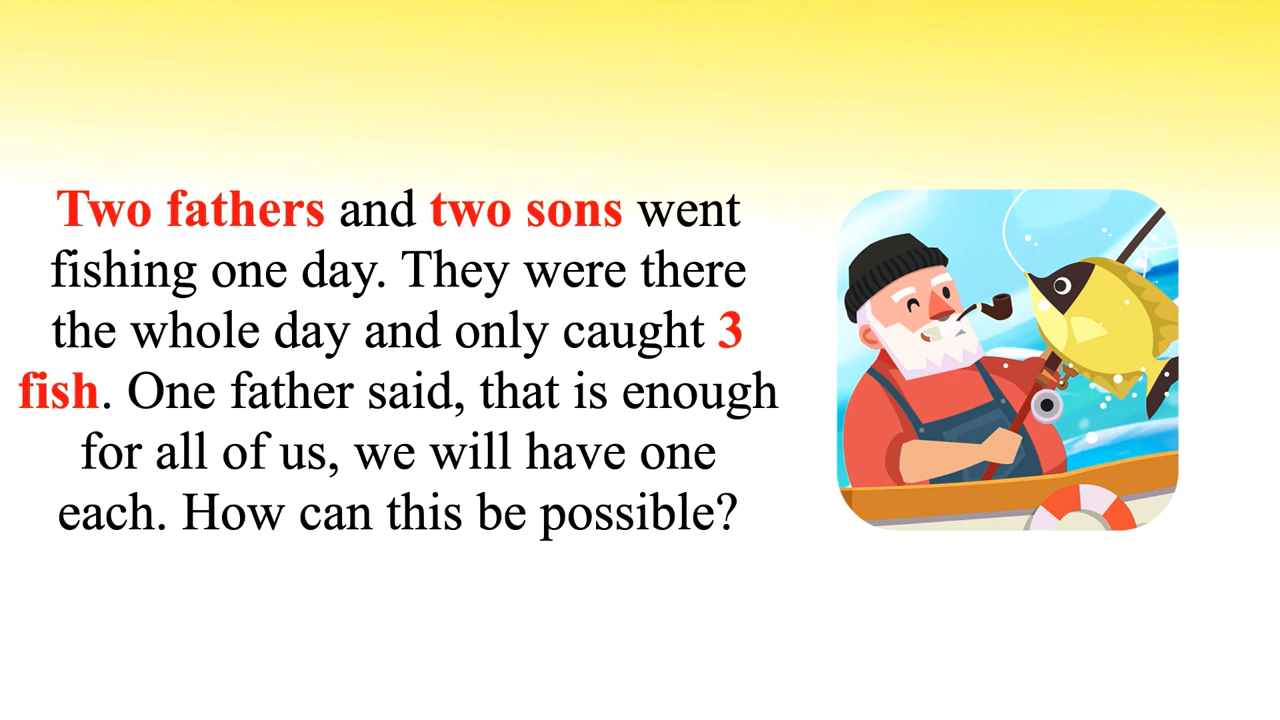 Two fathers and two sons went
fishing one day. They were there
the whole day and only caught 3
fish. One father said, that is enough
for all of us, we will have one
each. How can this be possible?